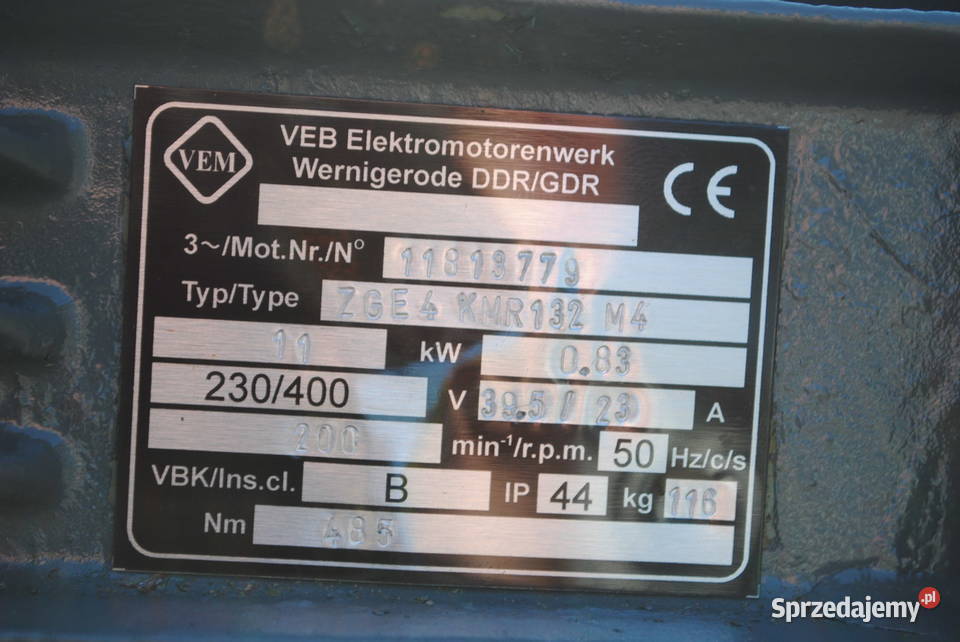 VEM
VEB Elektromotorenwerk
Wernigerode DDR/GDR
CE
3~/Mot.Nr./N° 11813779
Typ/Type ZGE4 KMR132 M4
11 kW 0.83
230/400 V 39.5/23 A
200 min-¹/r.p.m. 50 Hz/c/s
VBK/Ins.cl. B IP 44 kg 116
Nm 485
Sprzedajemy.pl